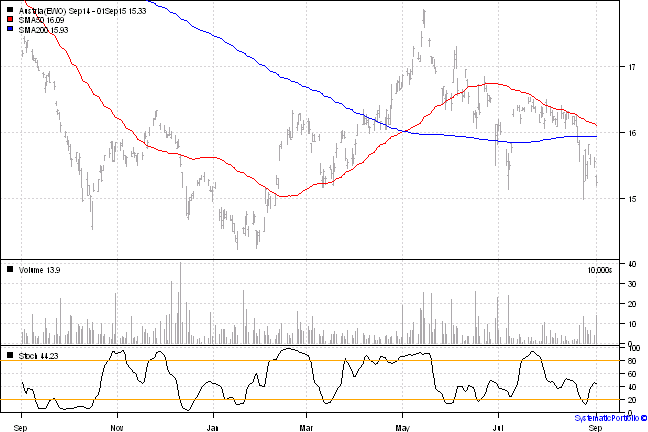 Austria(EWO) Sep14 - 01Sep15 15.33
SMA50 16.09
SMA200 15.93
17
16
15
Volume 13.9
10,000s
40
30
20
10
0
Stoch 44.23
100
80
60
40
20
0
Sep Nov Jan Mar May Jul Sep
SystematicPortfolio ©